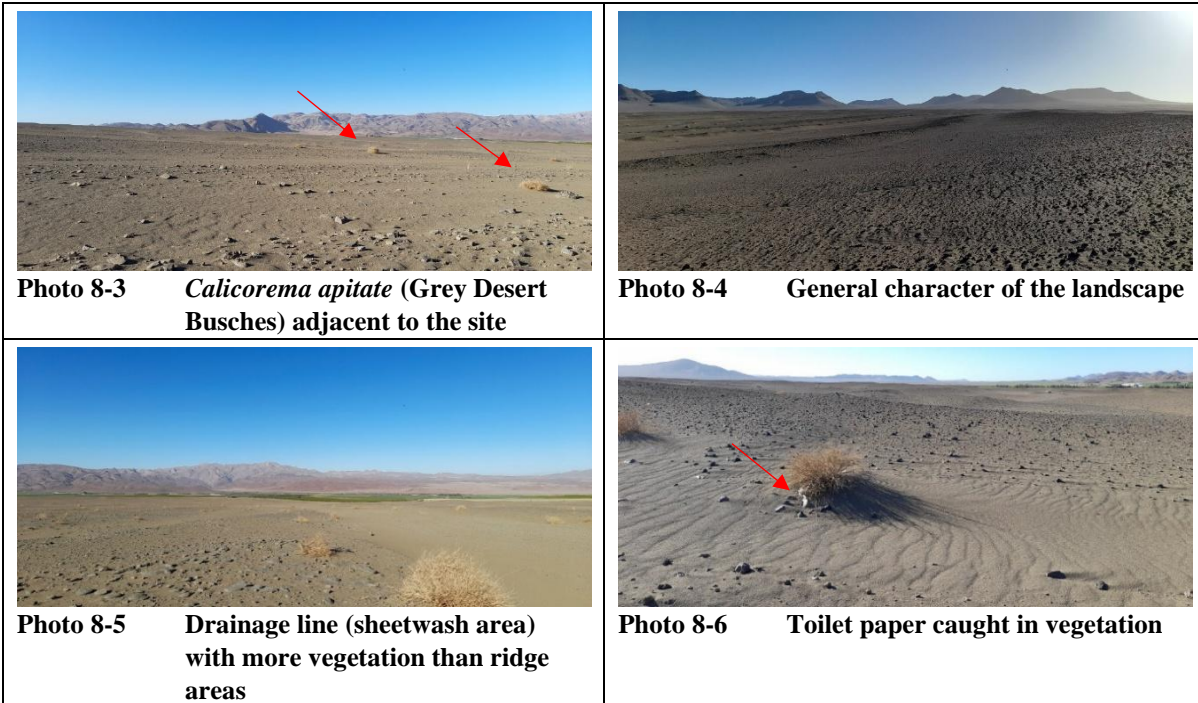 Photo 8-3 Calicorema apitate (Grey Desert
Busches) adjacent to the site
Photo 8-4 General character of the landscape
Photo 8-5 Drainage line (sheetwash area)
with more vegetation than ridge
areas
Photo 8-6 Toilet paper caught in vegetation